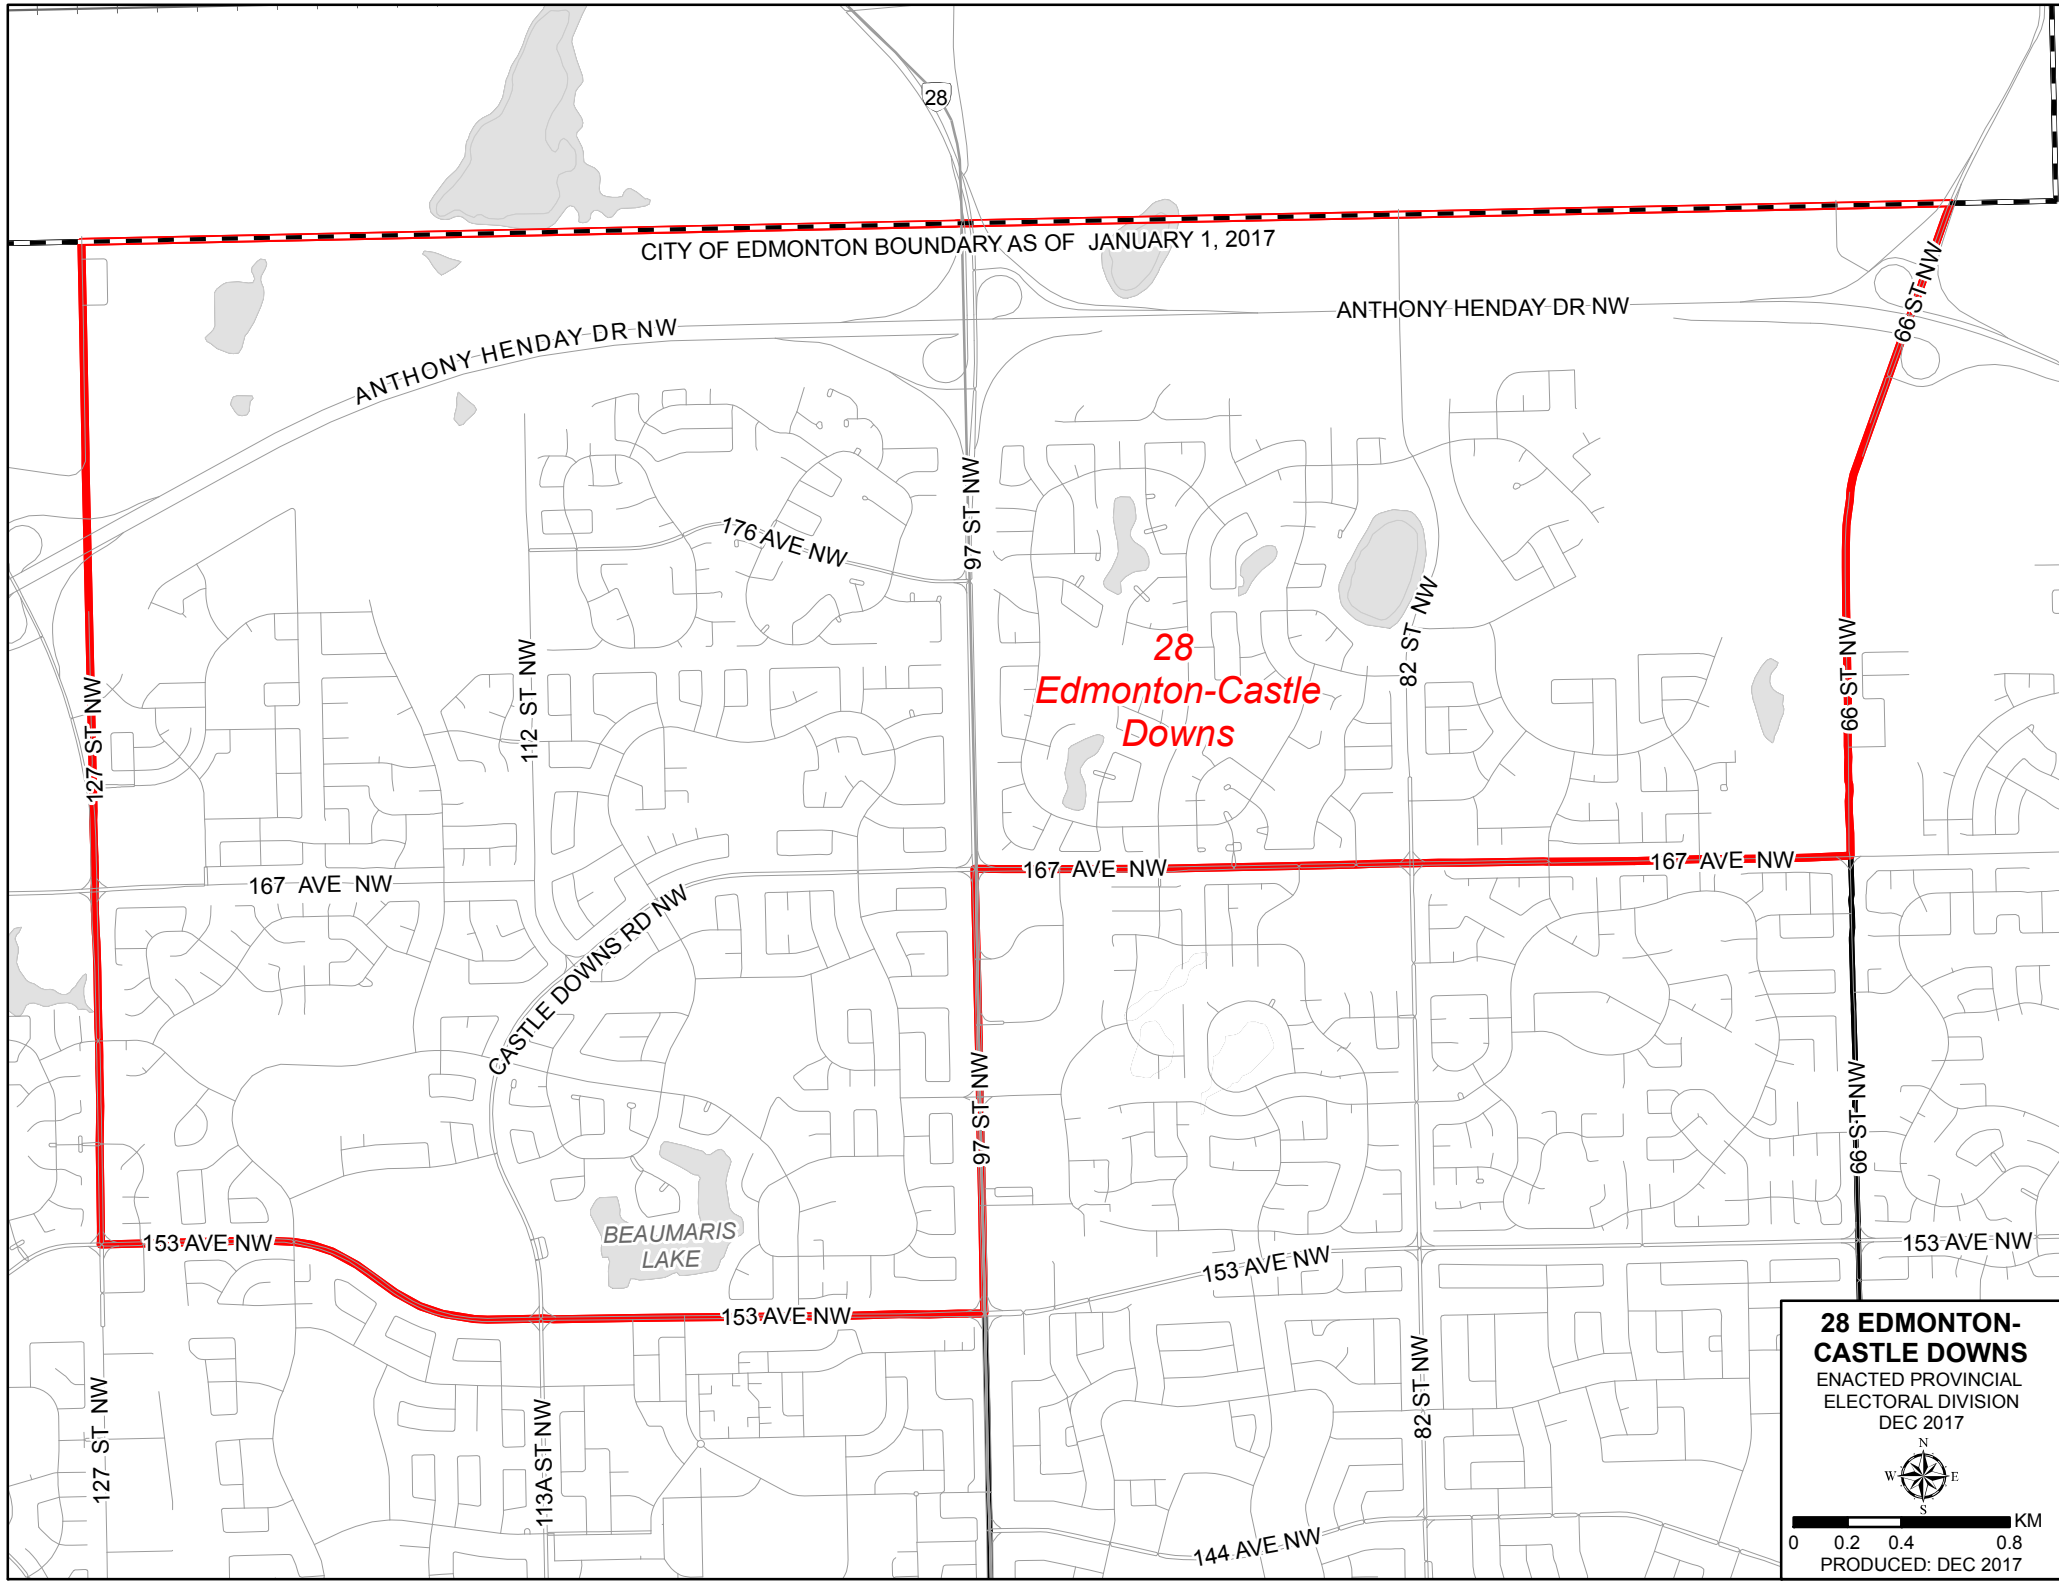 28
CITY OF EDMONTON BOUNDARY AS OF JANUARY 1, 2017
66 ST NW
ANTHONY HENDAY DR NW
ANTHONY HENDAY DR NW
97 ST NW
176 AVE NW
82 ST NW
28
Edmonton-Castle
Downs
66 ST NW
112 ST NW
127 ST NW
167 AVE NW
167 AVE NW
167 AVE NW
CASTLE DOWNS RD NW
97 ST NW
66 ST NW
BEAUMARIS
LAKE
153 AVE NW
153 AVE NW
153 AVE NW
153 AVE NW
82 ST NW
127 ST NW
113A ST NW
144 AVE NW
28 EDMONTON-
CASTLE DOWNS
ENACTED PROVINCIAL
ELECTORAL DIVISION
DEC 2017
N
W E
S
KM
0 0.2 0.4 0.8
PRODUCED: DEC 2017